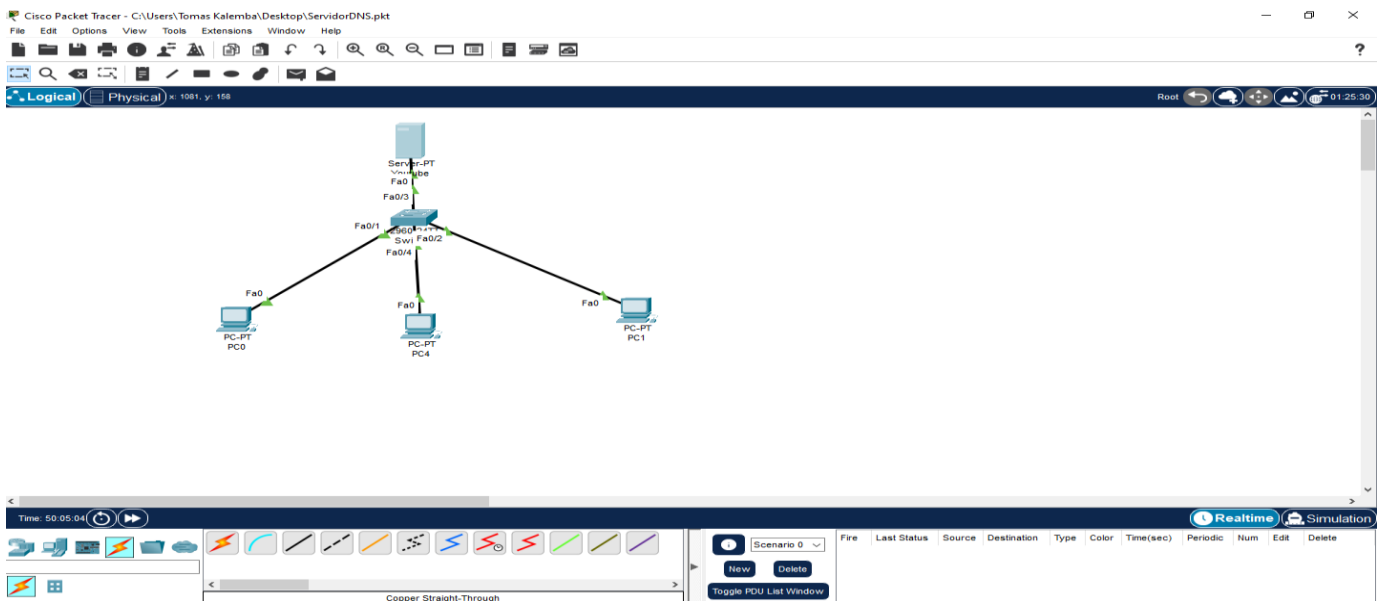 Cisco Packet Tracer - C:\Users\Tomas Kalemba\Desktop\ServidorDNS.pkt
File Edit Options View Tools Extensions Window Help
?
Logical Physical x: 1081, y: 158 Root 01:25:30
Server-PT
Youtube
Fa0
Fa0/3
Fa0/1
Fa0/2
Fa0/4
Fa0
Fa0
Fa0
PC-PT
PC0
PC-PT
PC4
PC-PT
PC1
Time: 50:05:04 Realtime Simulation
Scenario 0
New Delete
Toggle PDU List Window
Fire Last Status Source Destination Type Color Time(sec) Periodic Num Edit Delete
Copper Straight-Through